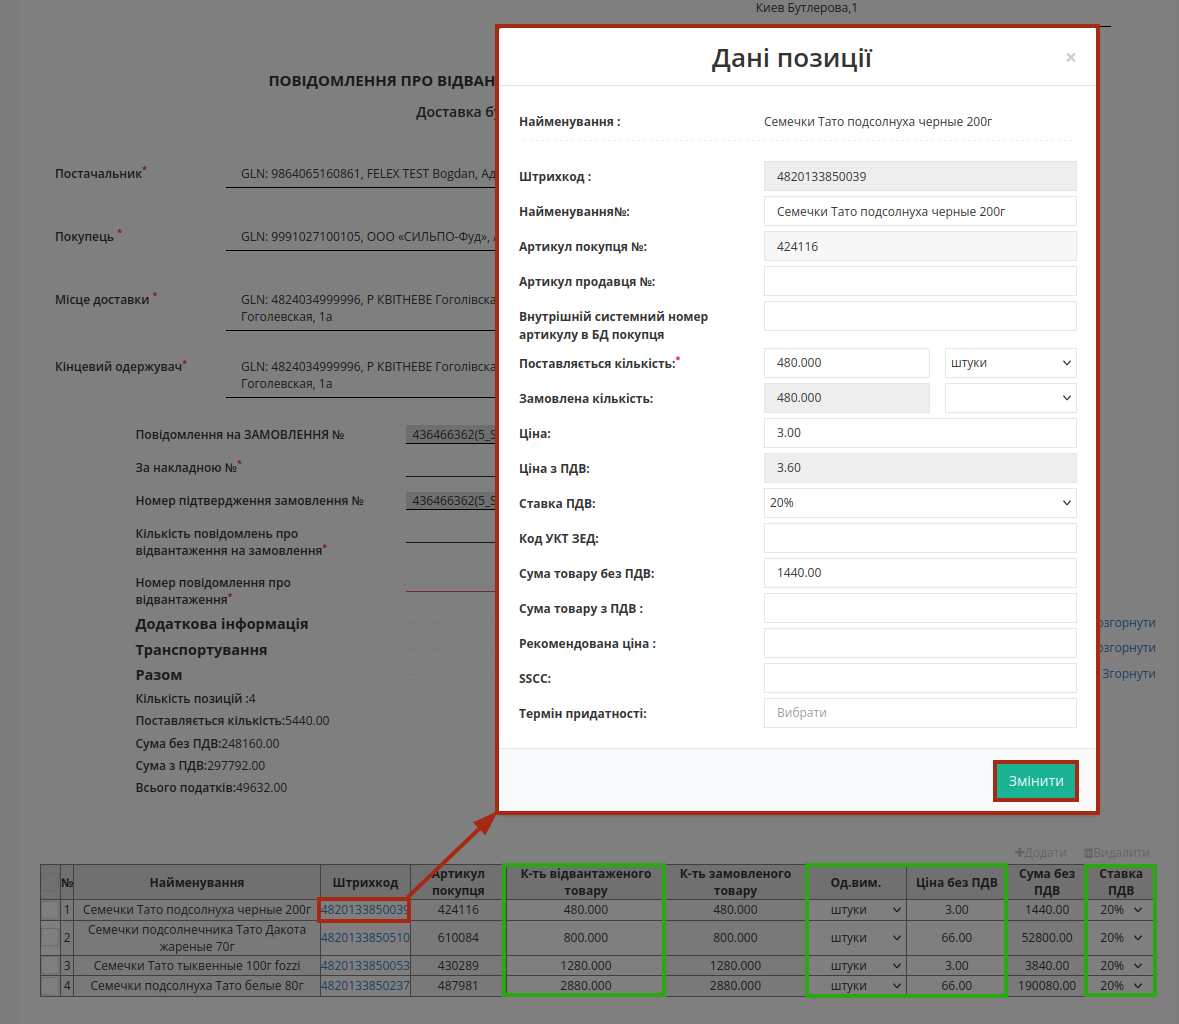 Киев Бутлерова,1
ПОВІДОМЛЕННЯ ПРО ВІДВАН
Доставка
Постачальник*
GLN: 9864065160861, FELEX TEST Bogdan, Ад
Покупець *
GLN: 9991027100105, ООО «СИЛЬПО-Фуд»,
Місце доставки *
GLN: 4824034999996, Р КВІТНЕВЕ Гоголівска
Гоголевская, 1а
Кінцевий одержувач*
GLN: 4824034999996, Р КВІТНЕВЕ Гоголівска
Гоголевская, 1а
Повідомлення на ЗАМОВЛЕННЯ № 436466362(5_S
За накладною №*
Номер підтвердження замовлення № 436466362(5_S
Кількість повідомлень про
відвантаження на замовлення*
Номер повідомлення про
відвантаження*
Додаткова інформація
озгорнути
Транспортування
озгорнути
Разом
Згорнути
Кількість позицій :4
Поставляється кількість:5440.00
Сума без ПДВ:248160.00
Сума з ПДВ:297792.00
Всього податків:49632.00
Дані позиції ×
Найменування : Семечки Тато подсолнуха черные 200г
Штрихкод : 4820133850039
Найменування№: Семечки Тато подсолнуха черные 200г
Артикул покупця №: 424116
Артикул продавця №:
Внутрішній системний номер
артикулу в БД покупця
Поставляється кількість:* 480.000 штуки
Замовлена кількість: 480.000
Ціна: 3.00
Ціна з ПДВ: 3.60
Ставка ПДВ: 20%
Код УКТ ЗЕД:
Сума товару без ПДВ: 1440.00
Сума товару з ПДВ :
Рекомендована ціна :
SSCC:
Термін придатності: Вибрати
Змінити
Додати Видалити
№ Найменування Штрихкод Артикул покупця К-ть відвантаженого товару К-ть замовленого товару Од.вим. Ціна без ПДВ Сума без ПДВ Ставка ПДВ
1 Семечки Тато подсолнуха черные 200г 4820133850039 424116 480.000 480.000 штуки 3.00 1440.00 20%
2 Семечки подсолнечника Тато Дакота жареные 70г 4820133850510 610084 800.000 800.000 штуки 66.00 52800.00 20%
3 Семечки Тато тыквенные 100г fozzi 4820133850053 430289 1280.000 1280.000 штуки 3.00 3840.00 20%
4 Семечки подсолнуха Тато белые 80г 4820133850237 487981 2880.000 2880.000 штуки 66.00 190080.00 20%